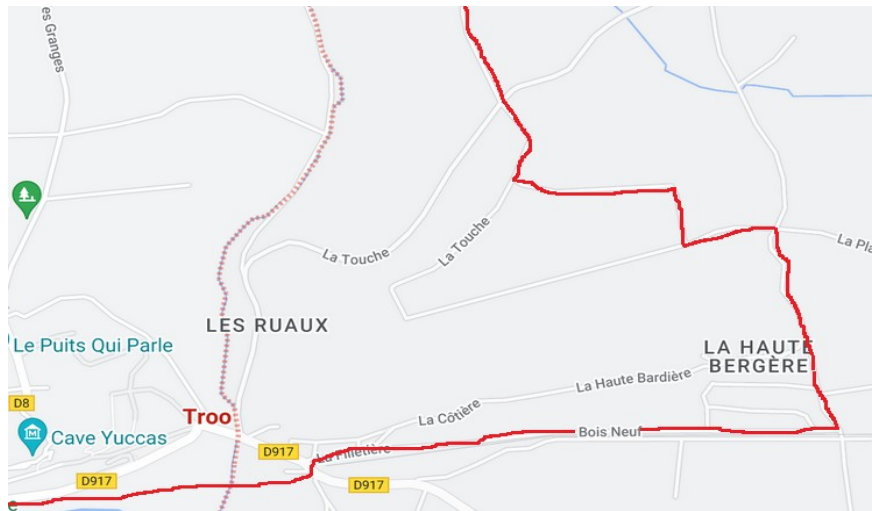 es Granges
La Touche
La Touche
La Pla
LES RUAUX
Le Puits Qui Parle
LA HAUTE
BERGÈRE
La Haute Bardière
D8
Troo
La Côtière
Cave Yuccas
D917
La Filletière
Bois Neuf
D917
D917
e